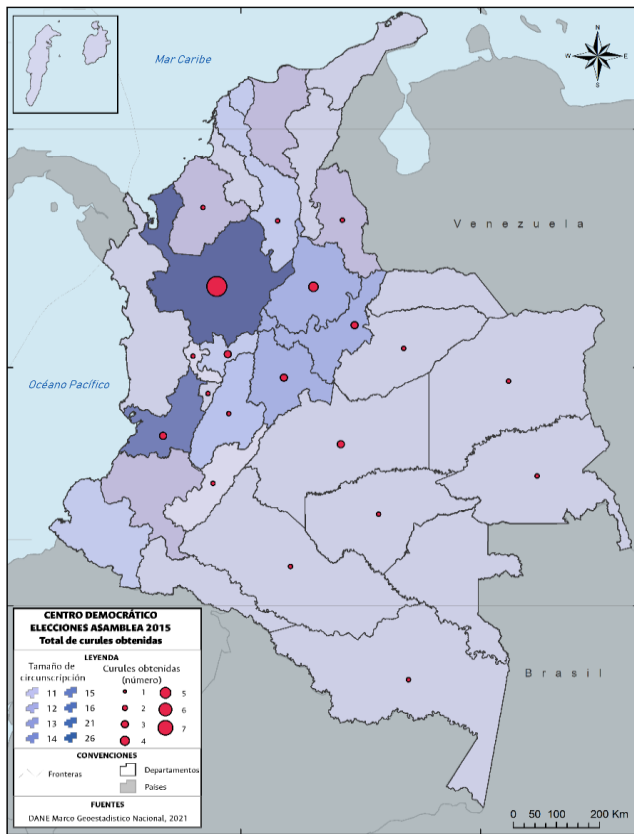 Mar Caribe
N
W E
S
Venezuela
Océano Pacífico
Brasil
CENTRO DEMOCRÁTICO
ELECCIONES ASAMBLEA 2015
Total de curules obtenidas
LEYENDA
Tamaño de circunscripción
11 15
12 16
13 21
14 26
Curules obtenidas
(número)
1 5
2 6
3 7
4
CONVENCIONES
Fronteras
Departamentos
Países
FUENTES
DANE Marco Geoestadistico Nacional, 2021
0 50 100 200 Km